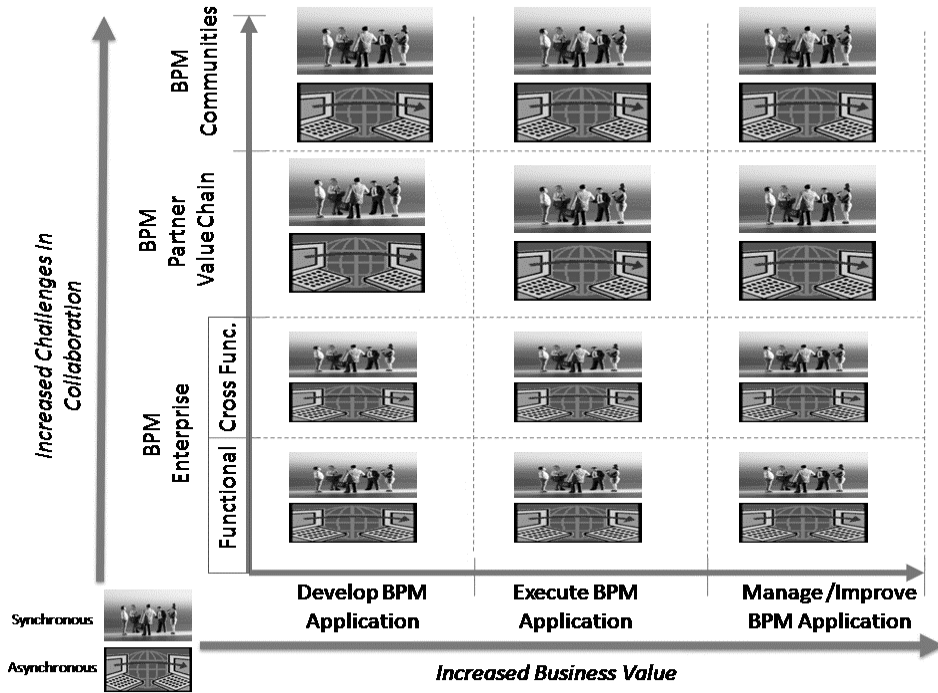 BPM
Communities
BPM
Partner
Value Chain
Increased Challenges in
Collaboration
BPM
Enterprise
Cross Func.
Functional
Develop BPM
Application
Execute BPM
Application
Manage /Improve
BPM Application
Synchronous
Asynchronous
Increased Business Value